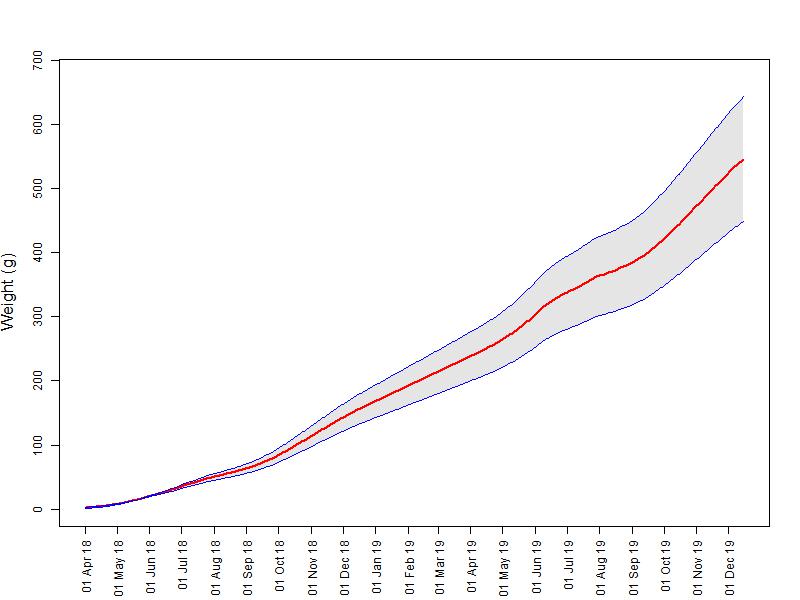 700
600
500
400
300
200
100
0
Weight (g)
01 Apr 18
01 May 18
01 Jun 18
01 Jul 18
01 Aug 18
01 Sep 18
01 Oct 18
01 Nov 18
01 Dec 18
01 Jan 19
01 Feb 19
01 Mar 19
01 Apr 19
01 May 19
01 Jun 19
01 Jul 19
01 Aug 19
01 Sep 19
01 Oct 19
01 Nov 19
01 Dec 19